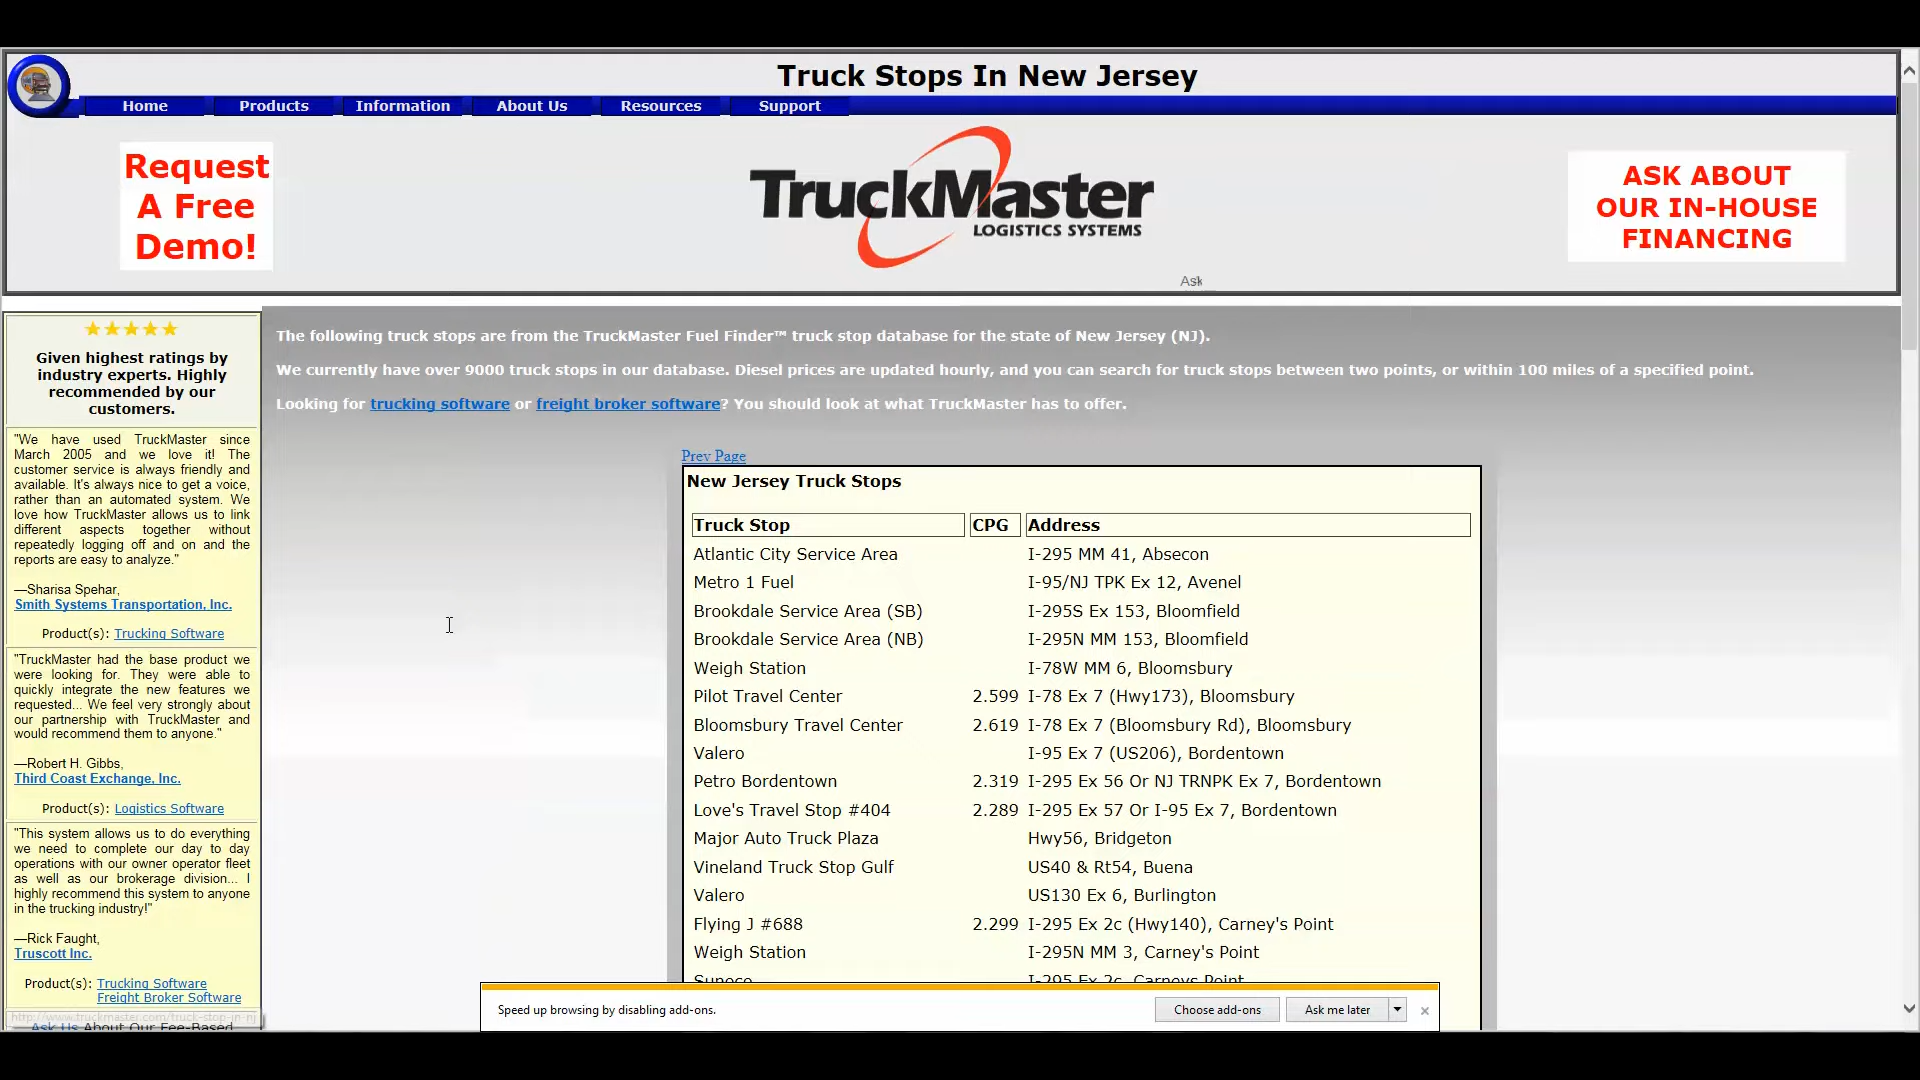 Truck Stops In New Jersey
Home Products Information About Us Resources Support
Request
A Free
Demo!
TruckMaster
LOGISTICS SYSTEMS
ASK ABOUT
OUR IN-HOUSE
FINANCING
Ask
Given highest ratings by
industry experts. Highly
recommended by our
customers.
"We have used TruckMaster since
March 2005 and we love it! The
customer service is always friendly and
available. It's always nice to get a voice,
rather than an automated system. We
love how TruckMaster allows us to link
different aspects together without
repeatedly logging off and on and the
reports are easy to analyze."
—Sharisa Spehar,
Smith Systems Transportation, Inc.
Product(s): Trucking Software
"TruckMaster had the base product we
were looking for. They were able to
quickly integrate the new features we
requested... We feel very strongly about
our partnership with TruckMaster and
would recommend them to anyone."
—Robert H. Gibbs,
Third Coast Exchange, Inc.
Product(s): Logistics Software
"This system allows us to do everything
we need to complete our day to day
operations with our owner operator fleet
as well as our brokerage division... I
highly recommend this system to anyone
in the trucking industry!"
—Rick Faught,
Truscott Inc.
Product(s): Trucking Software
Freight Broker Software
http://www.truckmaster.com/truck-stop-in-nj
Ask Us About Our Fee-Based
The following truck stops are from the TruckMaster Fuel Finder™ truck stop database for the state of New Jersey (NJ).
We currently have over 9000 truck stops in our database. Diesel prices are updated hourly, and you can search for truck stops between two points, or within 100 miles of a specified point.
Looking for trucking software or freight broker software? You should look at what TruckMaster has to offer.
Prev Page
New Jersey Truck Stops
Truck Stop CPG Address
Atlantic City Service Area I-295 MM 41, Absecon
Metro 1 Fuel I-95/NJ TPK Ex 12, Avenel
Brookdale Service Area (SB) I-295S Ex 153, Bloomfield
Brookdale Service Area (NB) I-295N MM 153, Bloomfield
Weigh Station I-78W MM 6, Bloomsbury
Pilot Travel Center 2.599 I-78 Ex 7 (Hwy173), Bloomsbury
Bloomsbury Travel Center 2.619 I-78 Ex 7 (Bloomsbury Rd), Bloomsbury
Valero I-95 Ex 7 (US206), Bordentown
Petro Bordentown 2.319 I-295 Ex 56 Or NJ TRNPK Ex 7, Bordentown
Love's Travel Stop #404 2.289 I-295 Ex 57 Or I-95 Ex 7, Bordentown
Major Auto Truck Plaza Hwy56, Bridgeton
Vineland Truck Stop Gulf US40 & Rt54, Buena
Valero US130 Ex 6, Burlington
Flying J #688 2.299 I-295 Ex 2c (Hwy140), Carney's Point
Weigh Station I-295N MM 3, Carney's Point
Sunoco I-295 Ex 2c, Carneys Point
Speed up browsing by disabling add-ons. Choose add-ons Ask me later